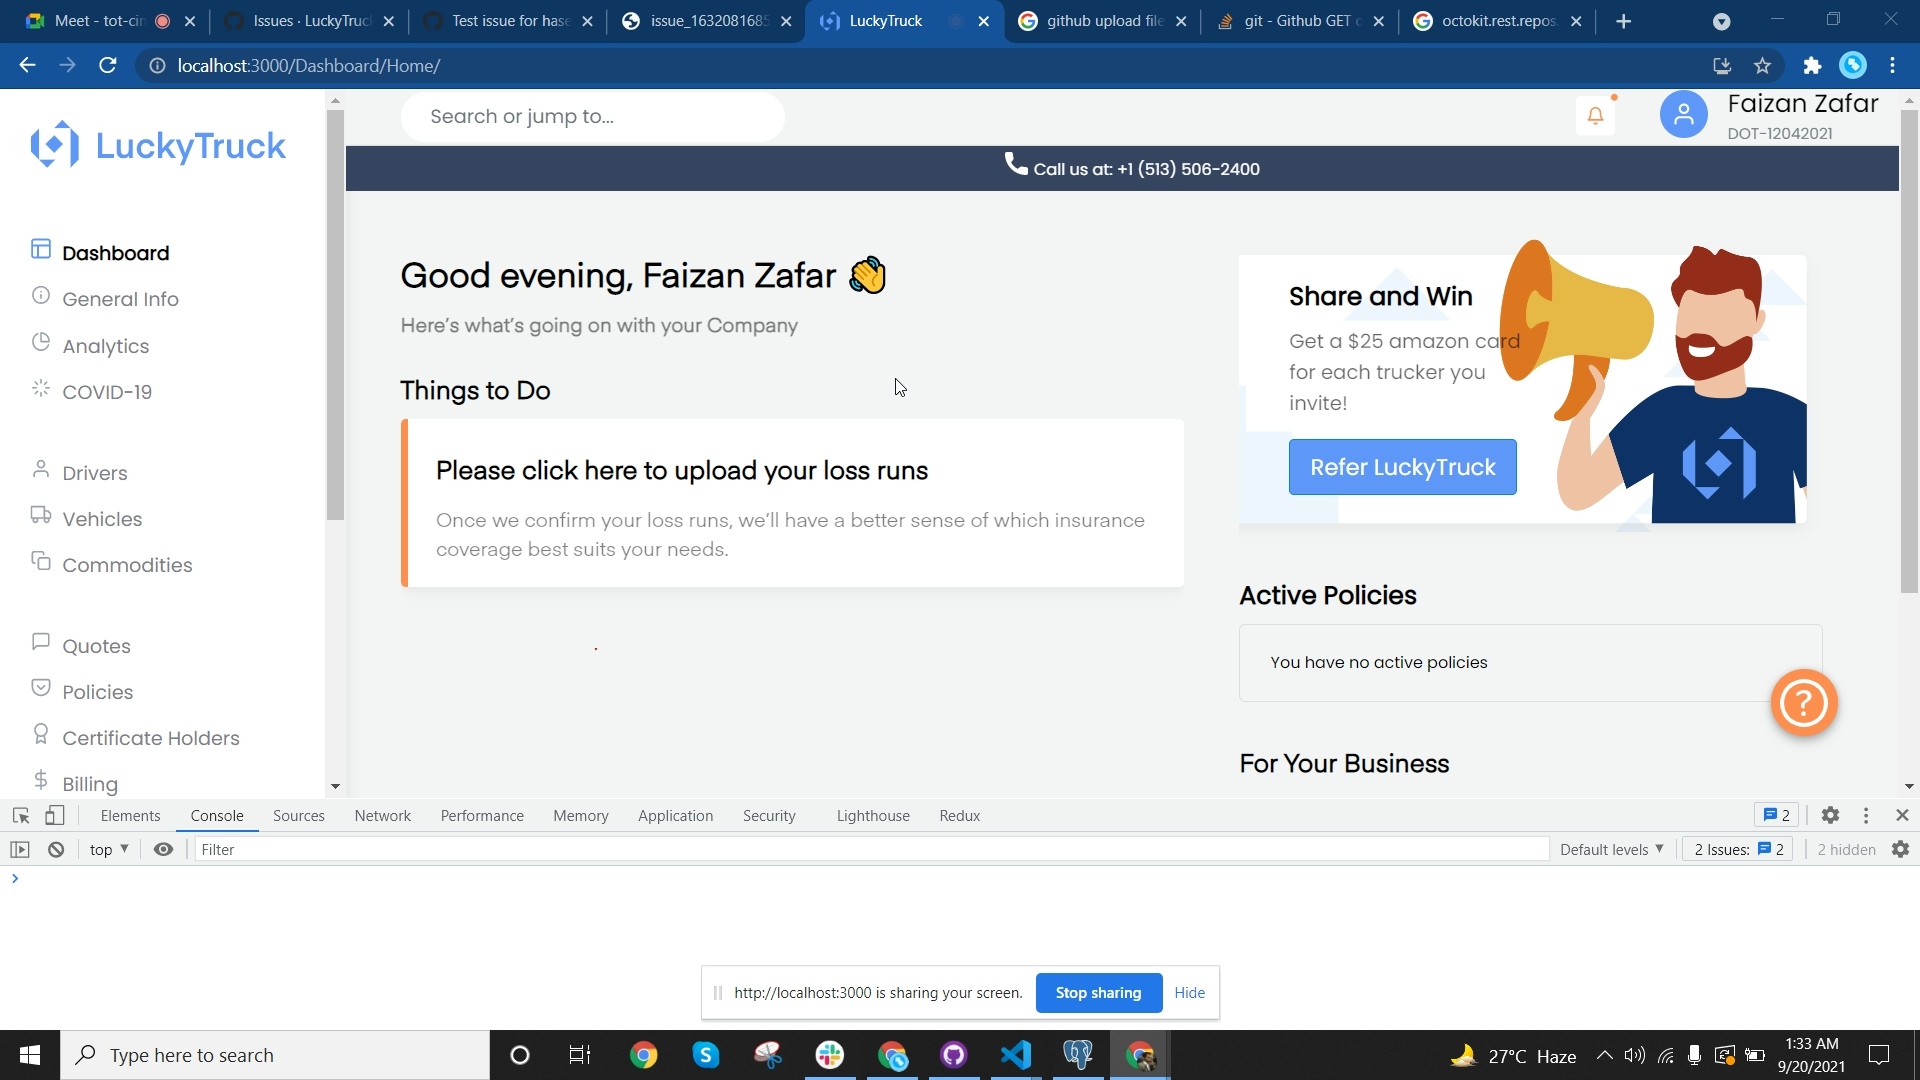 Meet - tot-cin
Issues · LuckyTruc
Test issue for hase
issue_1632081685
LuckyTruck
github upload file
git - Github GET c
octokit.rest.repos.
localhost:3000/Dashboard/Home/
LuckyTruck
Search or jump to...
Faizan Zafar
DOT-12042021
Call us at: +1 (513) 506-2400
Dashboard
General Info
Analytics
COVID-19
Drivers
Vehicles
Commodities
Quotes
Policies
Certificate Holders
Billing
Good evening, Faizan Zafar 👋
Here's what's going on with your Company
Things to Do
Please click here to upload your loss runs
Once we confirm your loss runs, we'll have a better sense of which insurance
coverage best suits your needs.
Share and Win
Get a $25 amazon card
for each trucker you
invite!
Refer LuckyTruck
Active Policies
You have no active policies
For Your Business
Elements Console Sources Network Performance Memory Application Security Lighthouse Redux 2
top Filter Default levels 2 Issues: 2 2 hidden
http://localhost:3000 is sharing your screen. Stop sharing Hide
Type here to search
27°C Haze
1:33 AM
9/20/2021